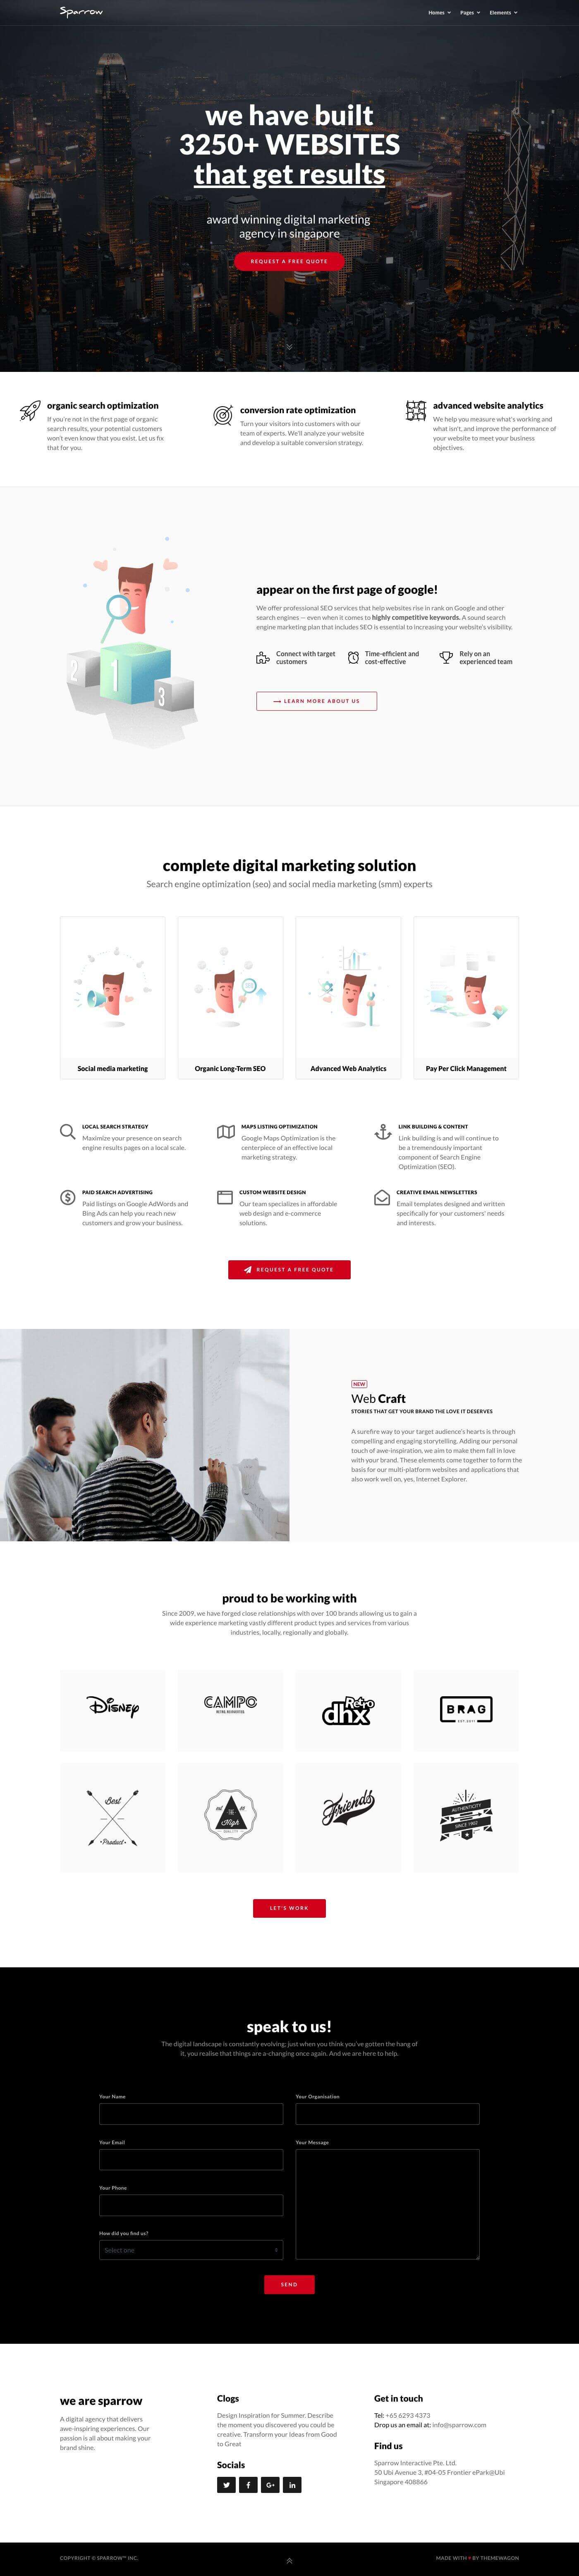 Sparrow
Homes
Pages
Elements
we have built
3250+ WEBSITES
that get results
award winning digital marketing
agency in singapore
REQUEST A FREE QUOTE
organic search optimization
If you're not in the first page of organic
search results, your potential customers
won't even know that you exist. Let us fix
that for you.
conversion rate optimization
Turn your visitors into customers with our
team of experts. We'll analyze your website
and develop a suitable conversion strategy.
advanced website analytics
We help you measure what's working and
what isn't, and improve the performance of
your website to meet your business
objectives.
2 1 3
appear on the first page of google!
We offer professional SEO services that help websites rise in rank on Google and other
search engines — even when it comes to highly competitive keywords. A sound search
engine marketing plan that includes SEO is essential to increasing your website's visibility.
Connect with target
customers
Time-efficient and
cost-effective
Rely on an
experienced team
LEARN MORE ABOUT US
complete digital marketing solution
Search engine optimization (seo) and social media marketing (smm) experts
Social media marketing
Organic Long-Term SEO
Advanced Web Analytics
Pay Per Click Management
LOCAL SEARCH STRATEGY
Maximize your presence on search
engine results pages on a local scale.
MAPS LISTING OPTIMIZATION
Google Maps Optimization is the
centerpiece of an effective local
marketing strategy.
LINK BUILDING & CONTENT
Link building is and will continue to
be a tremendously important
component of Search Engine
Optimization (SEO).
PAID SEARCH ADVERTISING
Paid listings on Google AdWords and
Bing Ads can help you reach new
customers and grow your business.
CUSTOM WEBSITE DESIGN
Our team specializes in affordable
web design and e-commerce
solutions.
CREATIVE EMAIL NEWSLETTERS
Email templates designed and written
specifically for your customers' needs
and interests.
REQUEST A FREE QUOTE
NEW
Web Craft
STORIES THAT GET YOUR BRAND THE LOVE IT DESERVES
A surefire way to your target audience's hearts is through
compelling and engaging storytelling. Adding our personal
touch of awe-inspiration, we aim to make them fall in love
with your brand. These elements come together to form the
basis for our multi-platform websites and applications that
also work well on, yes, Internet Explorer.
proud to be working with
Since 2009, we have forged close relationships with over 100 brands allowing us to gain a
wide experience marketing vastly different product types and services from various
industries, locally, regionally and globally.
Disney
CAMPO
RETRO REINVENTED
Retro
dhx
BRAG
EST. 2011
Best
Product
est 89.
THE
High
QUALITY
Friends
AUTHENTICITY
SINCE 1902
LET'S WORK
speak to us!
The digital landscape is constantly evolving; just when you think you've gotten the hang of
it, you realise that things are a-changing once again. And we are here to help.
Your Name
Your Organisation
Your Email
Your Message
Your Phone
How did you find us?
Select one
SEND
we are sparrow
A digital agency that delivers
awe-inspiring experiences. Our
passion is all about making your
brand shine.
Clogs
Design Inspiration for Summer. Describe
the moment you discovered you could be
creative. Transform your Ideas from Good
to Great
Socials
Get in touch
Tel: +65 6293 4373
Drop us an email at: info@sparrow.com
Find us
Sparrow Interactive Pte. Ltd.
50 Ubi Avenue 3, #04-05 Frontier ePark@Ubi
Singapore 408866
COPYRIGHT © SPARROW™ INC.
MADE WITH ♥ BY THEMEWAGON